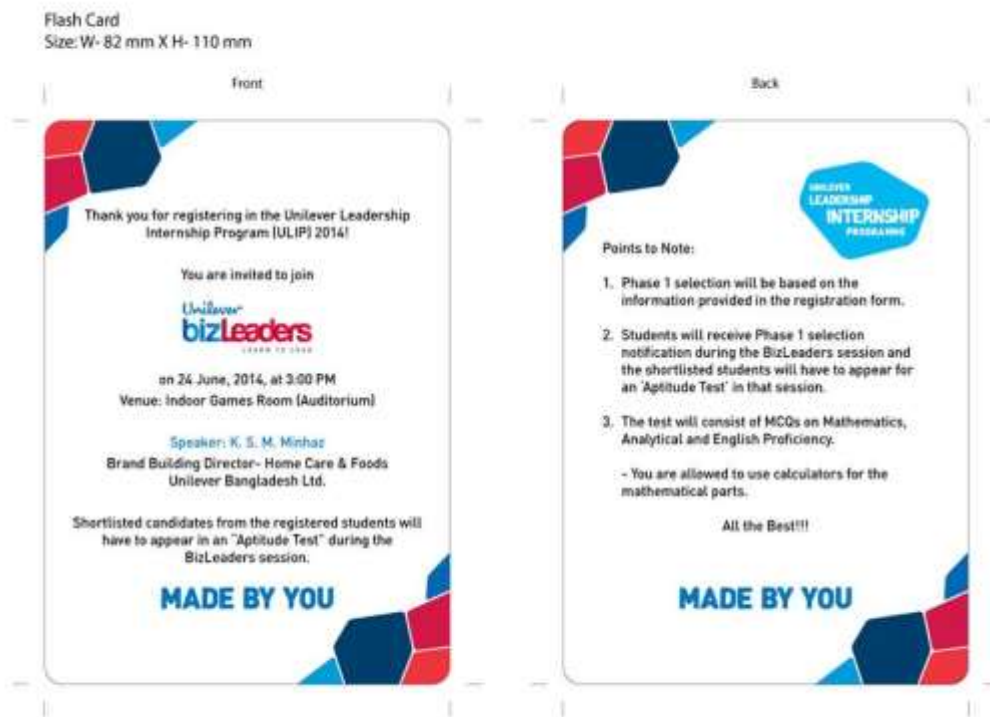 Flash Card
Size: W- 82 mm X H- 110 mm
Front
Thank you for registering in the Unilever Leadership
Internship Program (ULIP) 2014!
You are invited to join
Unilever
bizLeaders
LEARN TO LEAD
on 24 June, 2014, at 3:00 PM
Venue: Indoor Games Room (Auditorium)
Speaker: K. S. M. Minhaz
Brand Building Director- Home Care & Foods
Unilever Bangladesh Ltd.
Shortlisted candidates from the registered students will
have to appear in an "Aptitude Test" during the
BizLeaders session.
MADE BY YOU
Back
UNILEVER
LEADERSHIP
INTERNSHIP
PROGRAMME
Points to Note:
1. Phase 1 selection will be based on the
information provided in the registration form.
2. Students will receive Phase 1 selection
notification during the BizLeaders session and
the shortlisted students will have to appear for
an 'Aptitude Test' in that session.
3. The test will consist of MCQs on Mathematics,
Analytical and English Proficiency.
- You are allowed to use calculators for the
mathematical parts.
All the Best!!!
MADE BY YOU